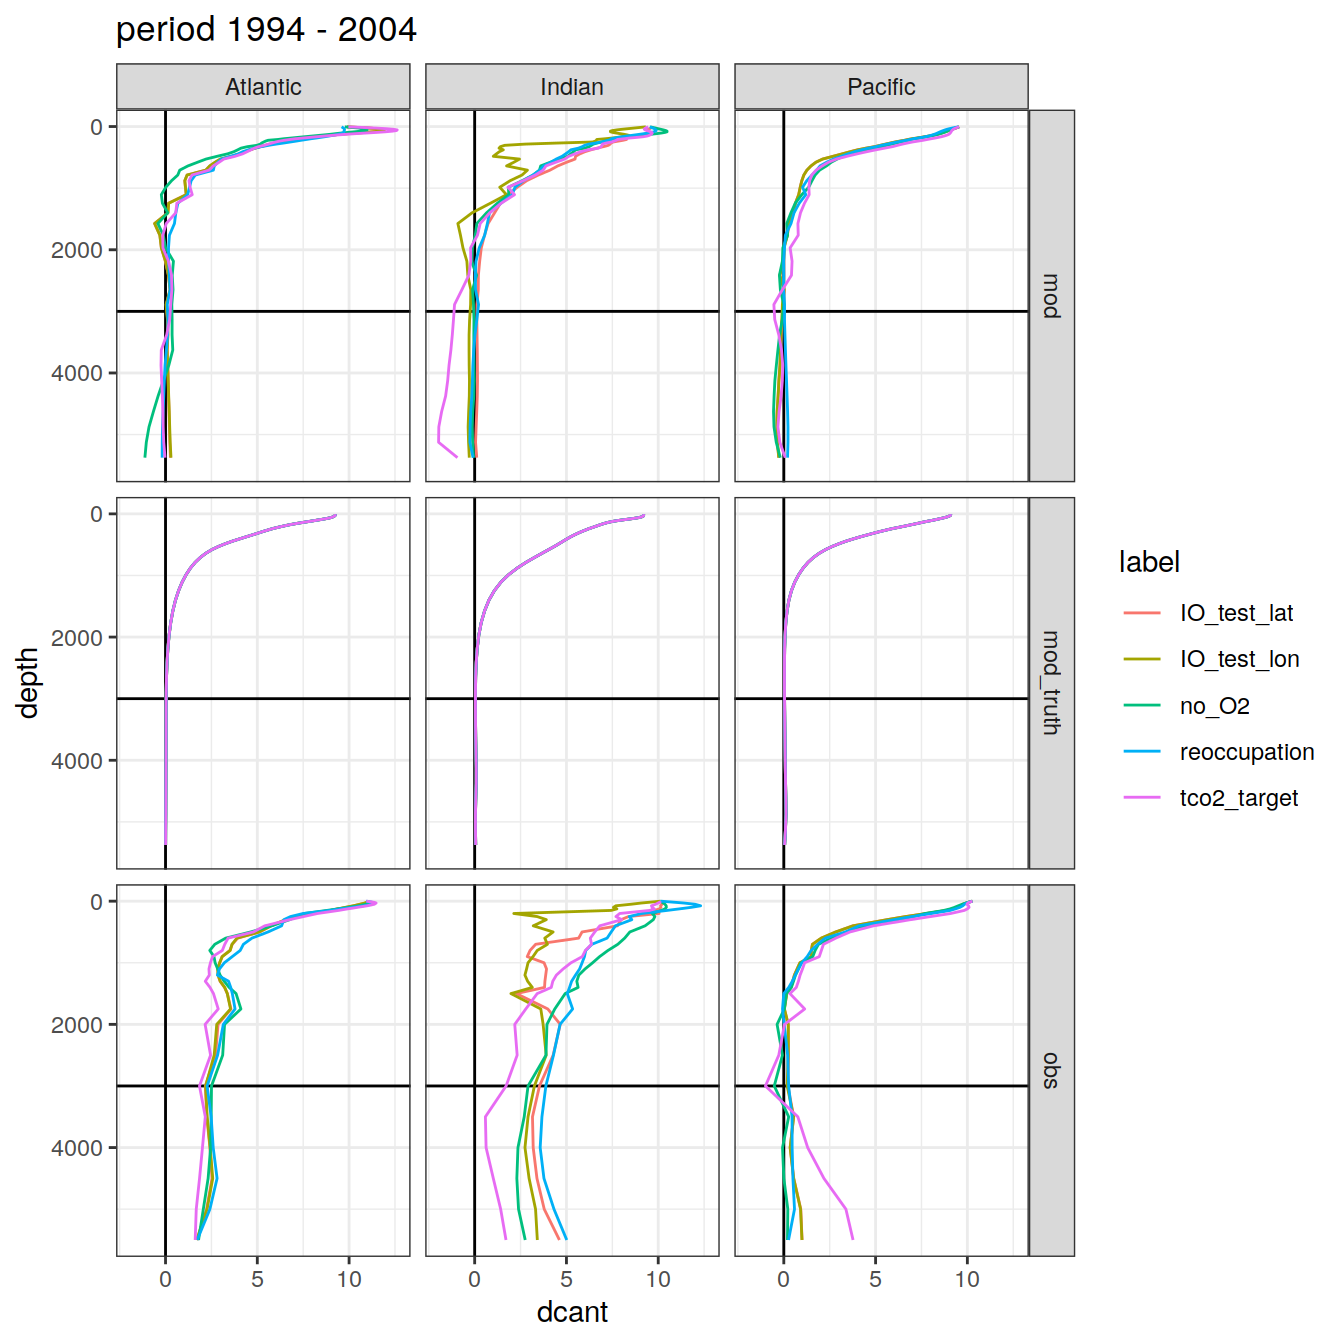 period 1994 - 2004
Atlantic
Indian
Pacific
0
2000
4000
mod
0
2000
4000
mod_truth
0
2000
4000
obs
depth
0
5
10
0
5
10
0
5
10
dcant
label
IO_test_lat
IO_test_lon
no_O2
reoccupation
tco2_target